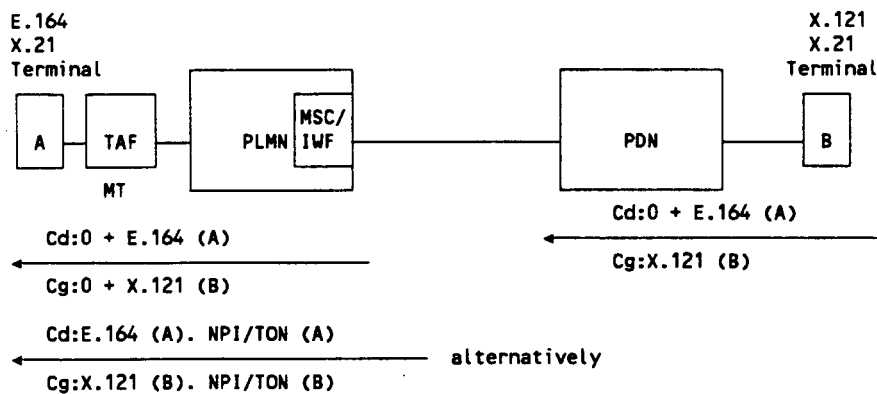 E.164
X.21
Terminal
X.121
X.21
Terminal
A
TAF
PLMN
MSC/
IWF
PDN
B
MT
Cd:0 + E.164 (A)
Cg:X.121 (B)
Cd:0 + E.164 (A)
Cg:0 + X.121 (B)
Cd:E.164 (A). NPI/TON (A)
alternatively
Cg:X.121 (B). NPI/TON (B)